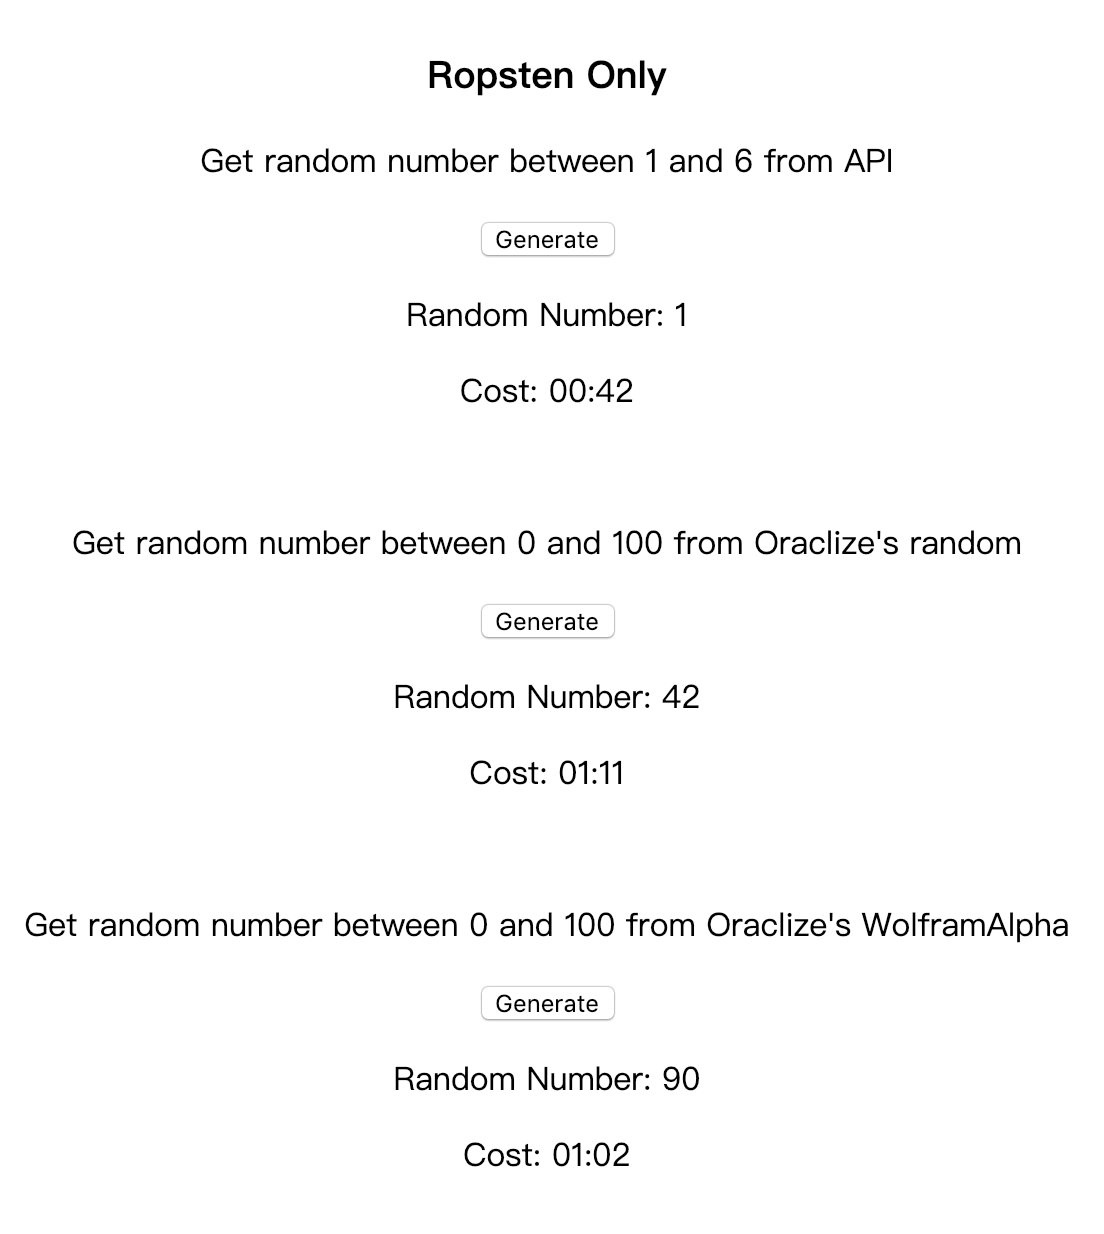 Ropsten Only
Get random number between 1 and 6 from API
Generate
Random Number: 1
Cost: 00:42
Get random number between 0 and 100 from Oraclize's random
Generate
Random Number: 42
Cost: 01:11
Get random number between 0 and 100 from Oraclize's WolframAlpha
Generate
Random Number: 90
Cost: 01:02